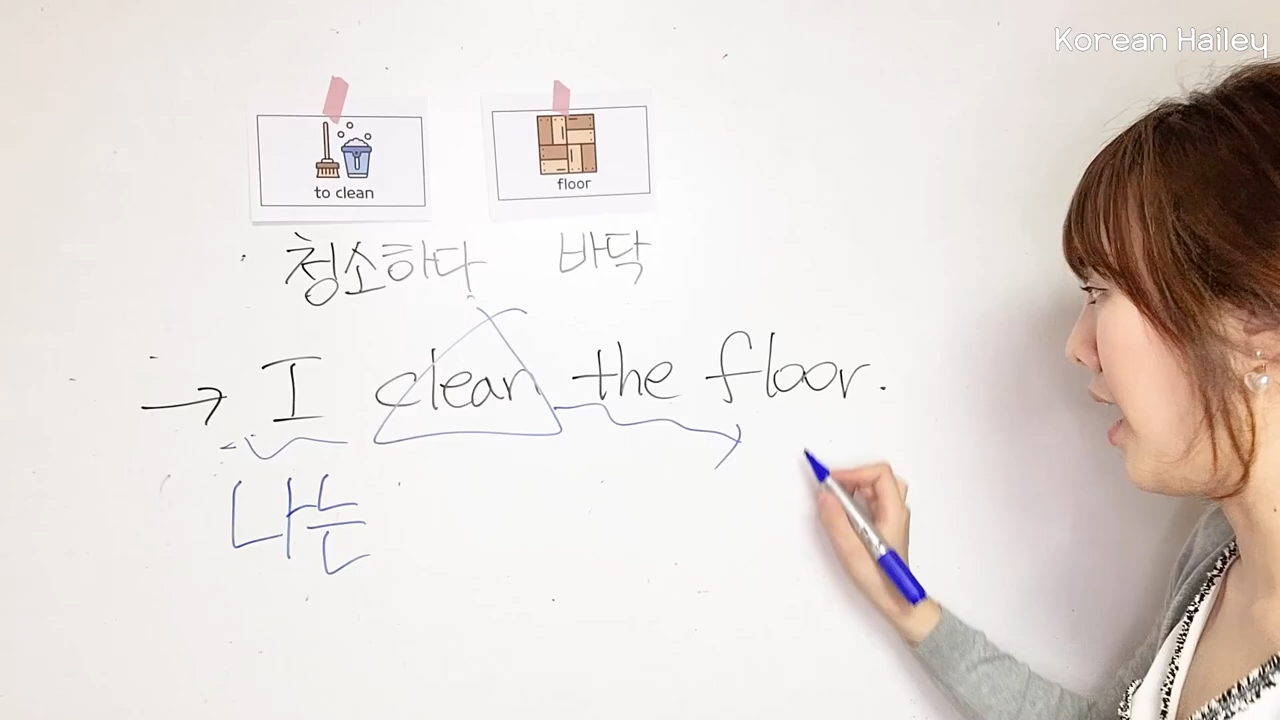 Korean Hailey
to clean
floor
청소하다 바닥
→ I clean the floor.
나는